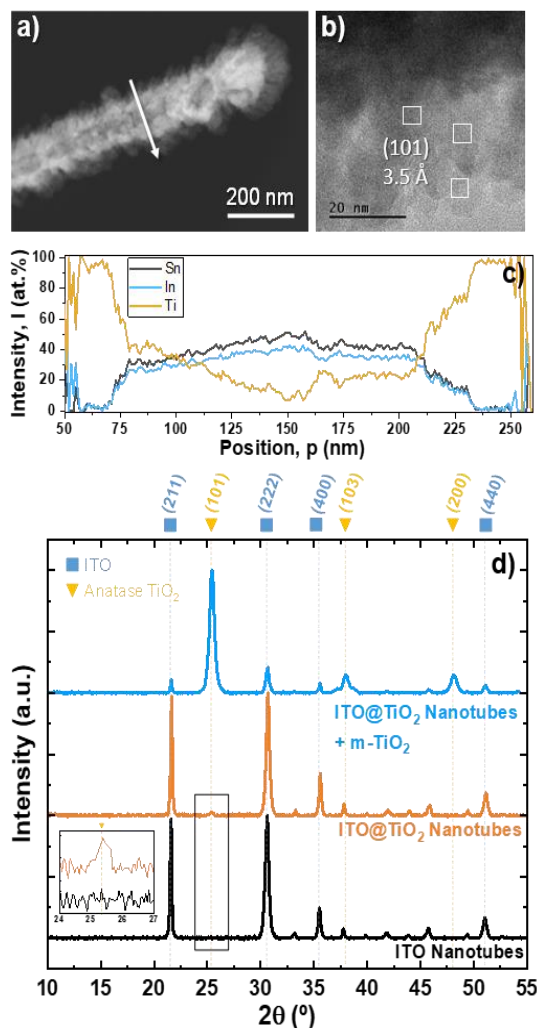 a)
200 nm
b)
(101)
3.5 Å
20 nm
c)
Sn
In
Ti
Intensity, I (at.%)
100
80
60
40
20
0
50 75 100 125 150 175 200 225 250
Position, p (nm)
(211) (101) (222) (400) (103) (200) (440)
d)
ITO
Anatase TiO₂
ITO@TiO₂ Nanotubes
+ m-TiO₂
ITO@TiO₂ Nanotubes
ITO Nanotubes
24 25 26 27
Intensity (a.u.)
10 15 20 25 30 35 40 45 50 55
2θ (º)